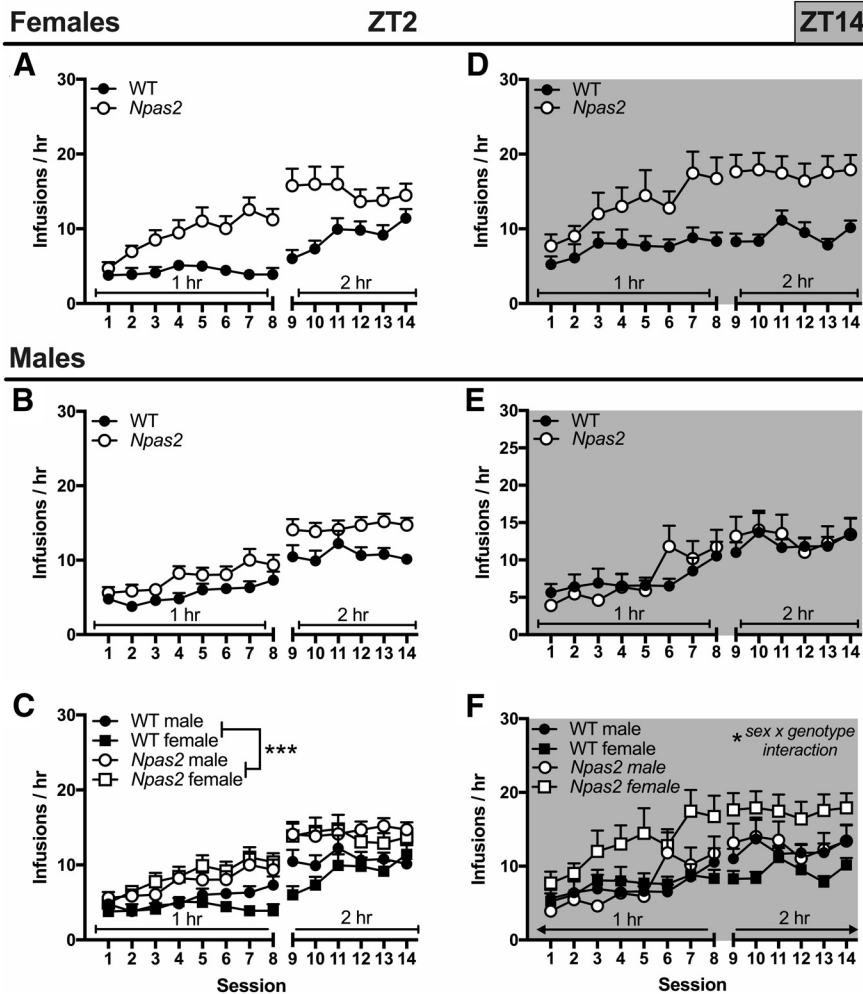 Females ZT2 ZT14
A
30
20
10
0
Infusions / hr
WT
Npas2
1 hr 2 hr
1 2 3 4 5 6 7 8 9 10 11 12 13 14
D
30
20
10
0
Infusions / hr
WT
Npas2
1 hr 2 hr
1 2 3 4 5 6 7 8 9 10 11 12 13 14
Males
B
30
20
10
0
Infusions / hr
WT
Npas2
1 hr 2 hr
1 2 3 4 5 6 7 8 9 10 11 12 13 14
E
30
25
20
15
10
5
0
Infusions / hr
WT
Npas2
1 hr 2 hr
1 2 3 4 5 6 7 8 9 10 11 12 13 14
C
30
20
10
0
Infusions / hr
WT male
WT female
Npas2 male
Npas2 female
***
1 hr 2 hr
1 2 3 4 5 6 7 8 9 10 11 12 13 14
Session
F
30
20
10
0
Infusions / hr
WT male
WT female
Npas2 male
Npas2 female
* sex x genotype
interaction
1 hr 2 hr
1 2 3 4 5 6 7 8 9 10 11 12 13 14
Session